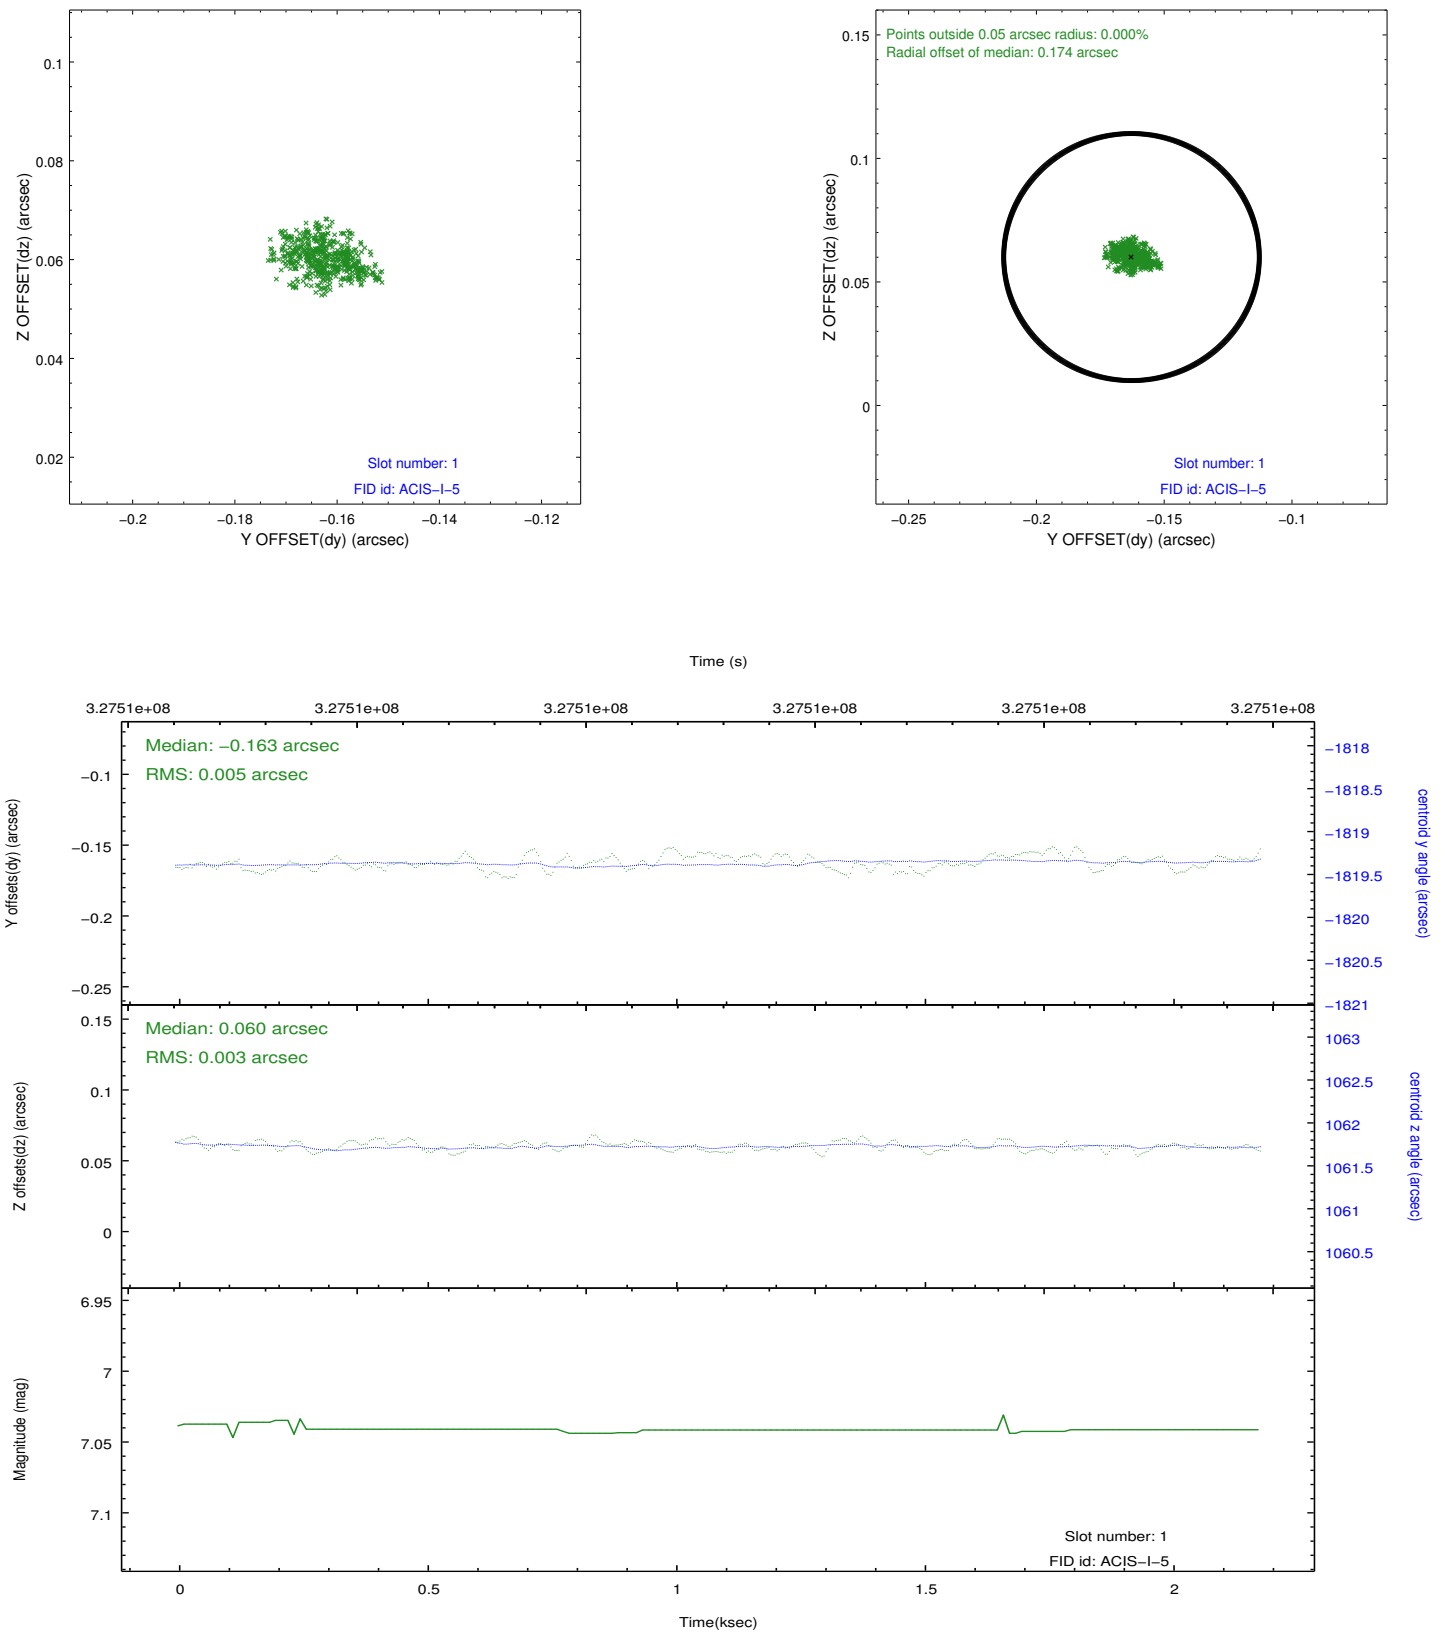 0.1
0.08
0.06
0.04
0.02
Z OFFSET(dz) (arcsec)
Slot number: 1
FID id: ACIS−I−5
−0.2 −0.18 −0.16 −0.14 −0.12
Y OFFSET(dy) (arcsec)
Points outside 0.05 arcsec radius: 0.000%
Radial offset of median: 0.174 arcsec
0.15
0.1
0.05
0
Z OFFSET(dz) (arcsec)
Slot number: 1
FID id: ACIS−I−5
−0.25 −0.2 −0.15 −0.1
Y OFFSET(dy) (arcsec)
Time (s)
3.2751e+08 3.2751e+08 3.2751e+08 3.2751e+08 3.2751e+08 3.2751e+08
Median: −0.163 arcsec
RMS: 0.005 arcsec
−0.1
−0.15
−0.2
−0.25
Y offsets(dy) (arcsec)
−1818
−1818.5
−1819
−1819.5
−1820
−1820.5
−1821
centroid y angle (arcsec)
Median: 0.060 arcsec
RMS: 0.003 arcsec
0.15
0.1
0.05
0
Z offsets(dz) (arcsec)
1063
1062.5
1062
1061.5
1061
1060.5
centroid z angle (arcsec)
6.95
7
7.05
7.1
Magnitude (mag)
Slot number: 1
FID id: ACIS−I−5
0 0.5 1 1.5 2
Time(ksec)